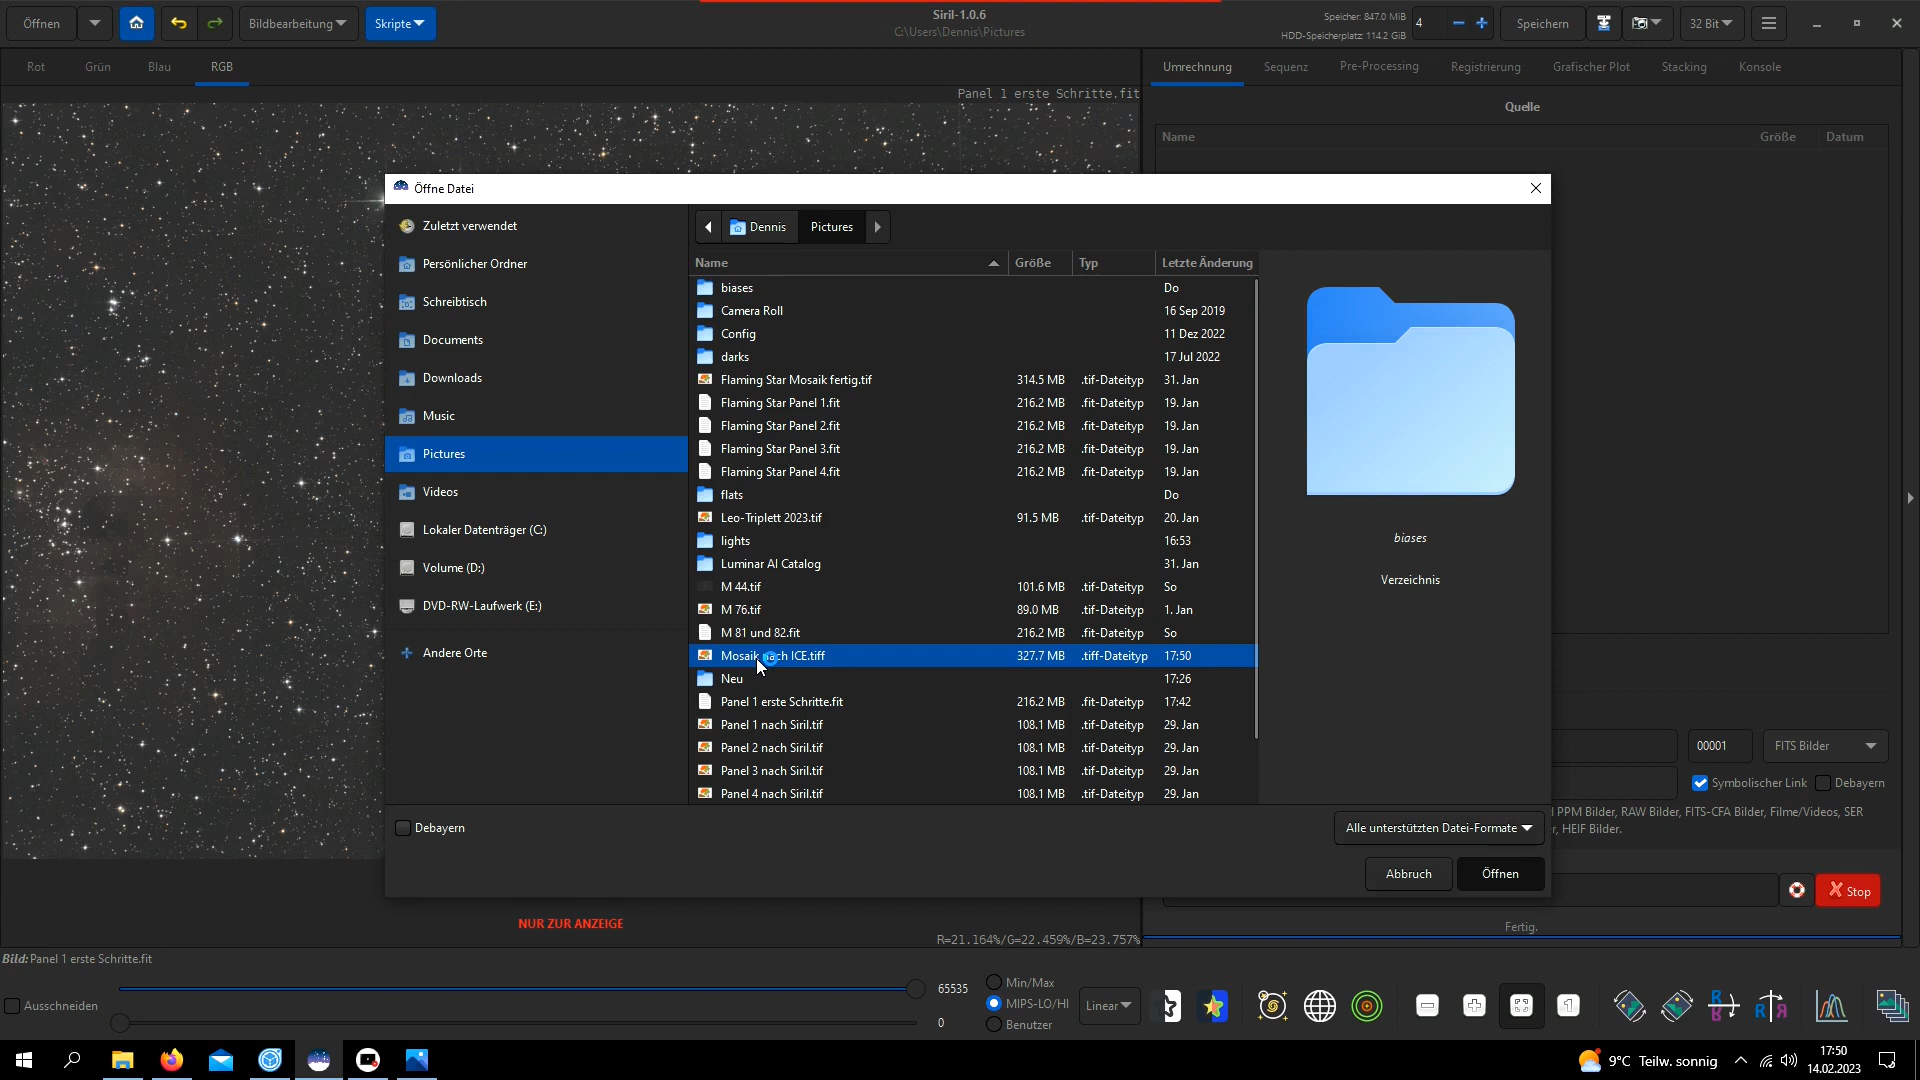 Öffnen
Bildbearbeitung
Skripte
Siril-1.0.6
C:\Users\Dennis\Pictures
Speicher: 847.0 MiB
HDD-Speicherplatz: 114.2 GiB
4
Speichern
32 Bit
Rot
Grün
Blau
RGB
Umrechnung
Sequenz
Pre-Processing
Registrierung
Grafischer Plot
Stacking
Konsole
Panel 1 erste Schritte.fit
Quelle
Name
Größe
Datum
Öffne Datei
Zuletzt verwendet
Persönlicher Ordner
Schreibtisch
Documents
Downloads
Music
Pictures
Videos
Lokaler Datenträger (C:)
Volume (D:)
DVD-RW-Laufwerk (E:)
Andere Orte
Dennis
Pictures
Name Größe Typ Letzte Änderung
biases Do
Camera Roll 16 Sep 2019
Config 11 Dez 2022
darks 17 Jul 2022
Flaming Star Mosaik fertig.tif 314.5 MB .tif-Dateityp 31. Jan
Flaming Star Panel 1.fit 216.2 MB .fit-Dateityp 19. Jan
Flaming Star Panel 2.fit 216.2 MB .fit-Dateityp 19. Jan
Flaming Star Panel 3.fit 216.2 MB .fit-Dateityp 19. Jan
Flaming Star Panel 4.fit 216.2 MB .fit-Dateityp 19. Jan
flats Do
Leo-Triplett 2023.tif 91.5 MB .tif-Dateityp 20. Jan
lights 16:53
Luminar AI Catalog 31. Jan
M 44.tif 101.6 MB .tif-Dateityp So
M 76.tif 89.0 MB .tif-Dateityp 1. Jan
M 81 und 82.fit 216.2 MB .fit-Dateityp So
Mosaik nach ICE.tiff 327.7 MB .tiff-Dateityp 17:50
Neu 17:26
Panel 1 erste Schritte.fit 216.2 MB .fit-Dateityp 17:42
Panel 1 nach Siril.tif 108.1 MB .tif-Dateityp 29. Jan
Panel 2 nach Siril.tif 108.1 MB .tif-Dateityp 29. Jan
Panel 3 nach Siril.tif 108.1 MB .tif-Dateityp 29. Jan
Panel 4 nach Siril.tif 108.1 MB .tif-Dateityp 29. Jan
biases
Verzeichnis
Debayern
Alle unterstützten Datei-Formate
Abbruch
Öffnen
00001
FITS Bilder
Symbolischer Link
Debayern
PPM Bilder, RAW Bilder, FITS-CFA Bilder, Filme/Videos, SER
HEIF Bilder.
Stop
Fertig.
NUR ZUR ANZEIGE
R=21.164%/G=22.459%/B=23.757%
Bild: Panel 1 erste Schritte.fit
Ausschneiden
65535
0
Min/Max
MIPS-LO/HI
Benutzer
Linear
9°C Teilw. sonnig
17:50
14.02.2023